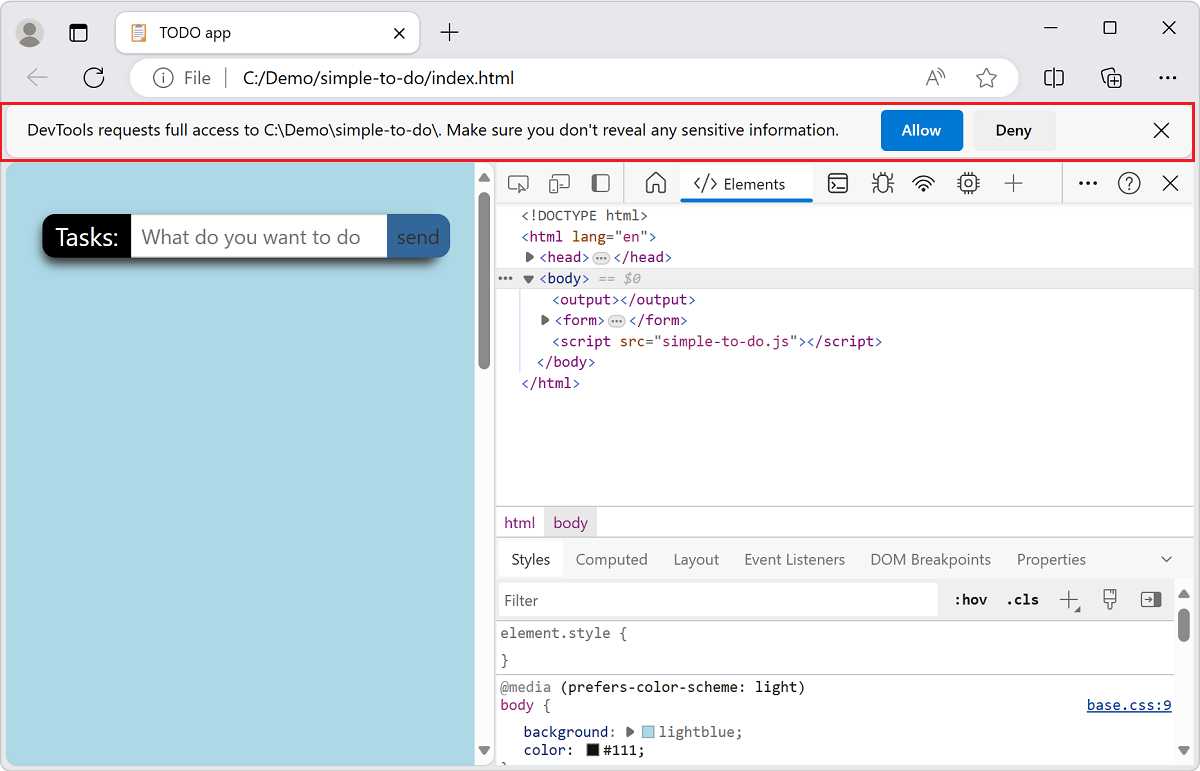 TODO app
File C:/Demo/simple-to-do/index.html
DevTools requests full access to C:\Demo\simple-to-do\. Make sure you don't reveal any sensitive information. Allow Deny
Tasks: What do you want to do send
Elements
<!DOCTYPE html>
<html lang="en">
<head> … </head>
… <body> == $0
<output></output>
<form> … </form>
<script src="simple-to-do.js"></script>
</body>
</html>
html body
Styles Computed Layout Event Listeners DOM Breakpoints Properties
Filter :hov .cls
element.style {
}
@media (prefers-color-scheme: light)
body { base.css:9
background: lightblue;
color: #111;
}